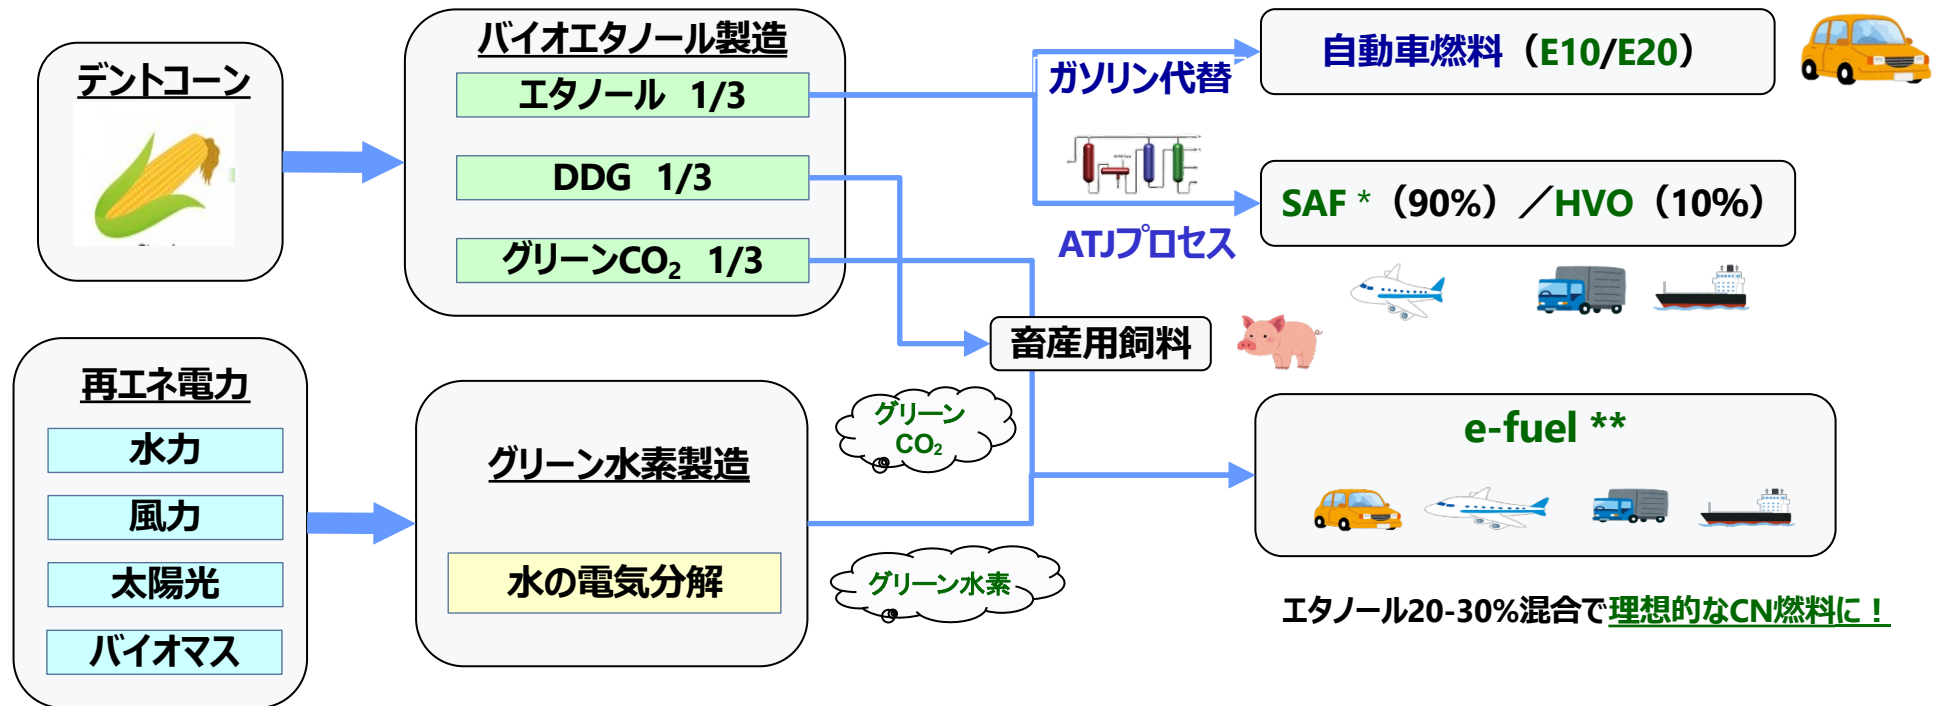 デントコーン
バイオエタノール製造
エタノール 1/3
DDG 1/3
グリーンCO₂ 1/3
ガソリン代替
ATJプロセス
自動車燃料（E10/E20）
SAF *（90%）／HVO（10%）
畜産用飼料
再エネ電力
水力
風力
太陽光
バイオマス
グリーン水素製造
水の電気分解
グリーン
CO₂
グリーン水素
e-fuel **
エタノール20-30%混合で理想的なCN燃料に！